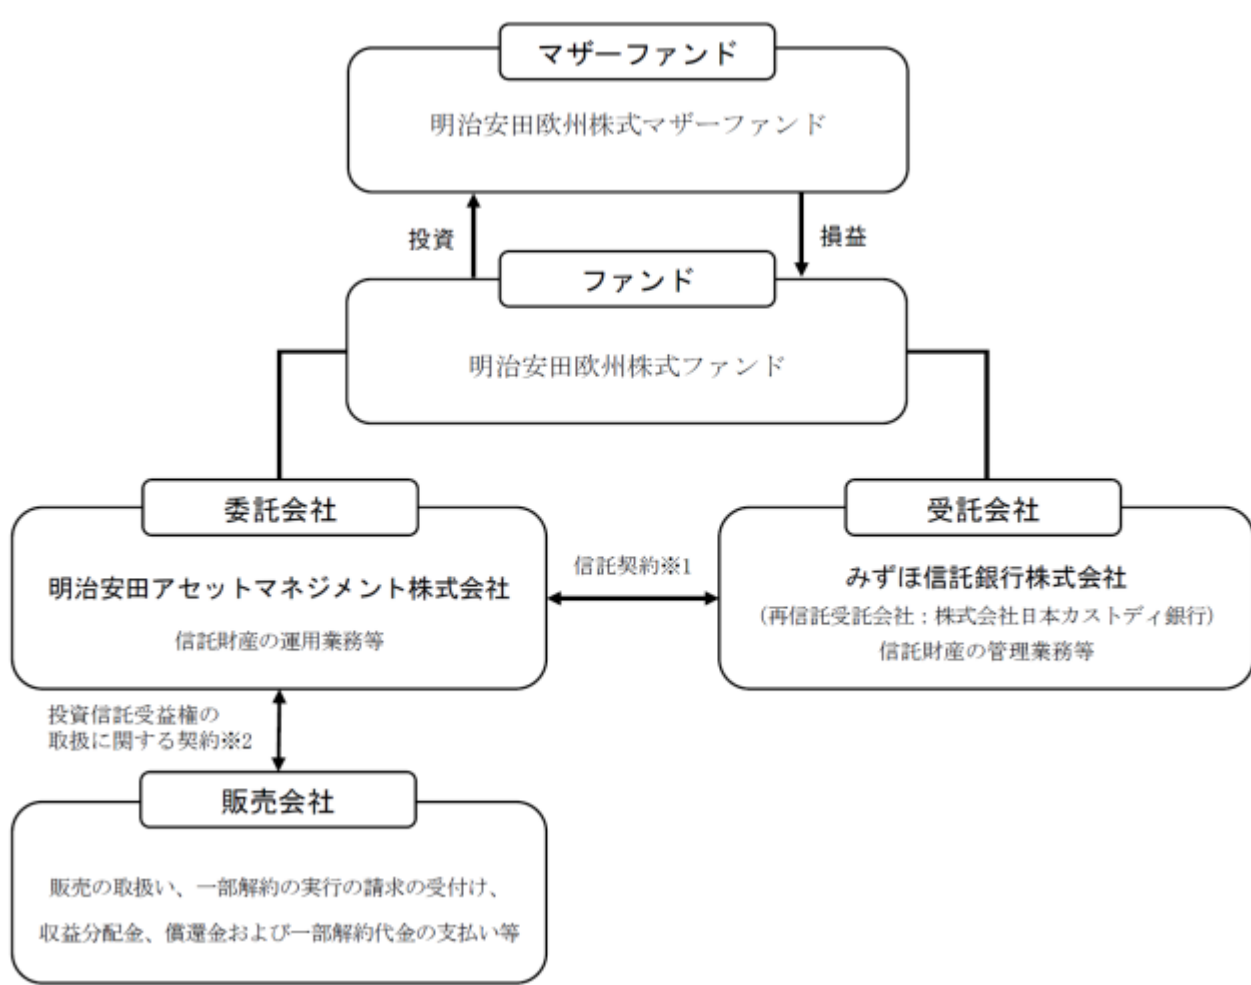 マザーファンド
明治安田欧州株式マザーファンド
投資
損益
ファンド
明治安田欧州株式ファンド
委託会社
明治安田アセットマネジメント株式会社
信託財産の運用業務等
信託契約※1
受託会社
みずほ信託銀行株式会社
（再信託受託会社：株式会社日本カストディ銀行）
信託財産の管理業務等
投資信託受益権の
取扱に関する契約※2
販売会社
販売の取扱い、一部解約の実行の請求の受付け、
収益分配金、償還金および一部解約代金の支払い等